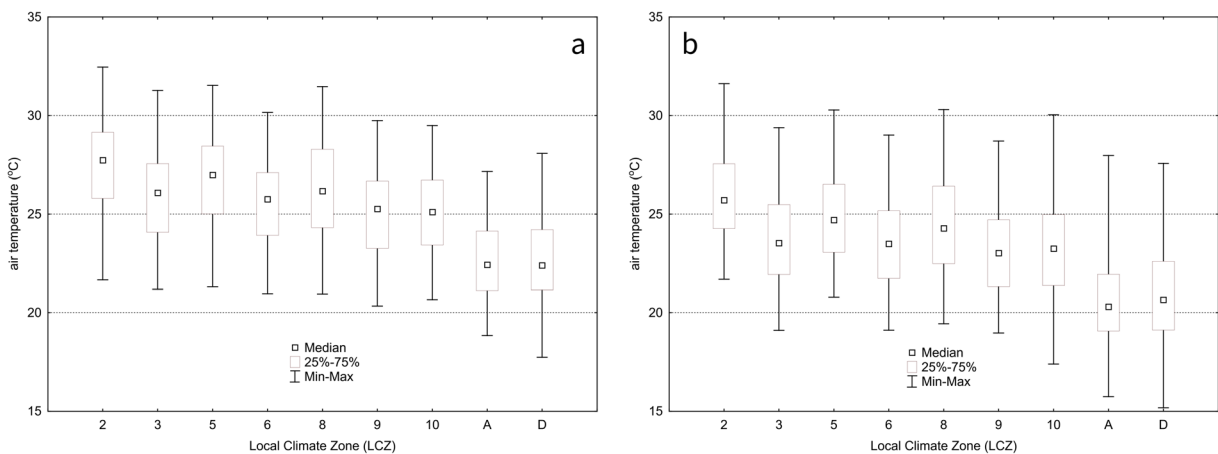 a
35
30
25
20
15
air temperature (°C)
Median
25%-75%
Min-Max
2 3 5 6 8 9 10 A D
Local Climate Zone (LCZ)
b
35
30
25
20
15
air temperature (°C)
Median
25%-75%
Min-Max
2 3 5 6 8 9 10 A D
Local Climate Zone (LCZ)